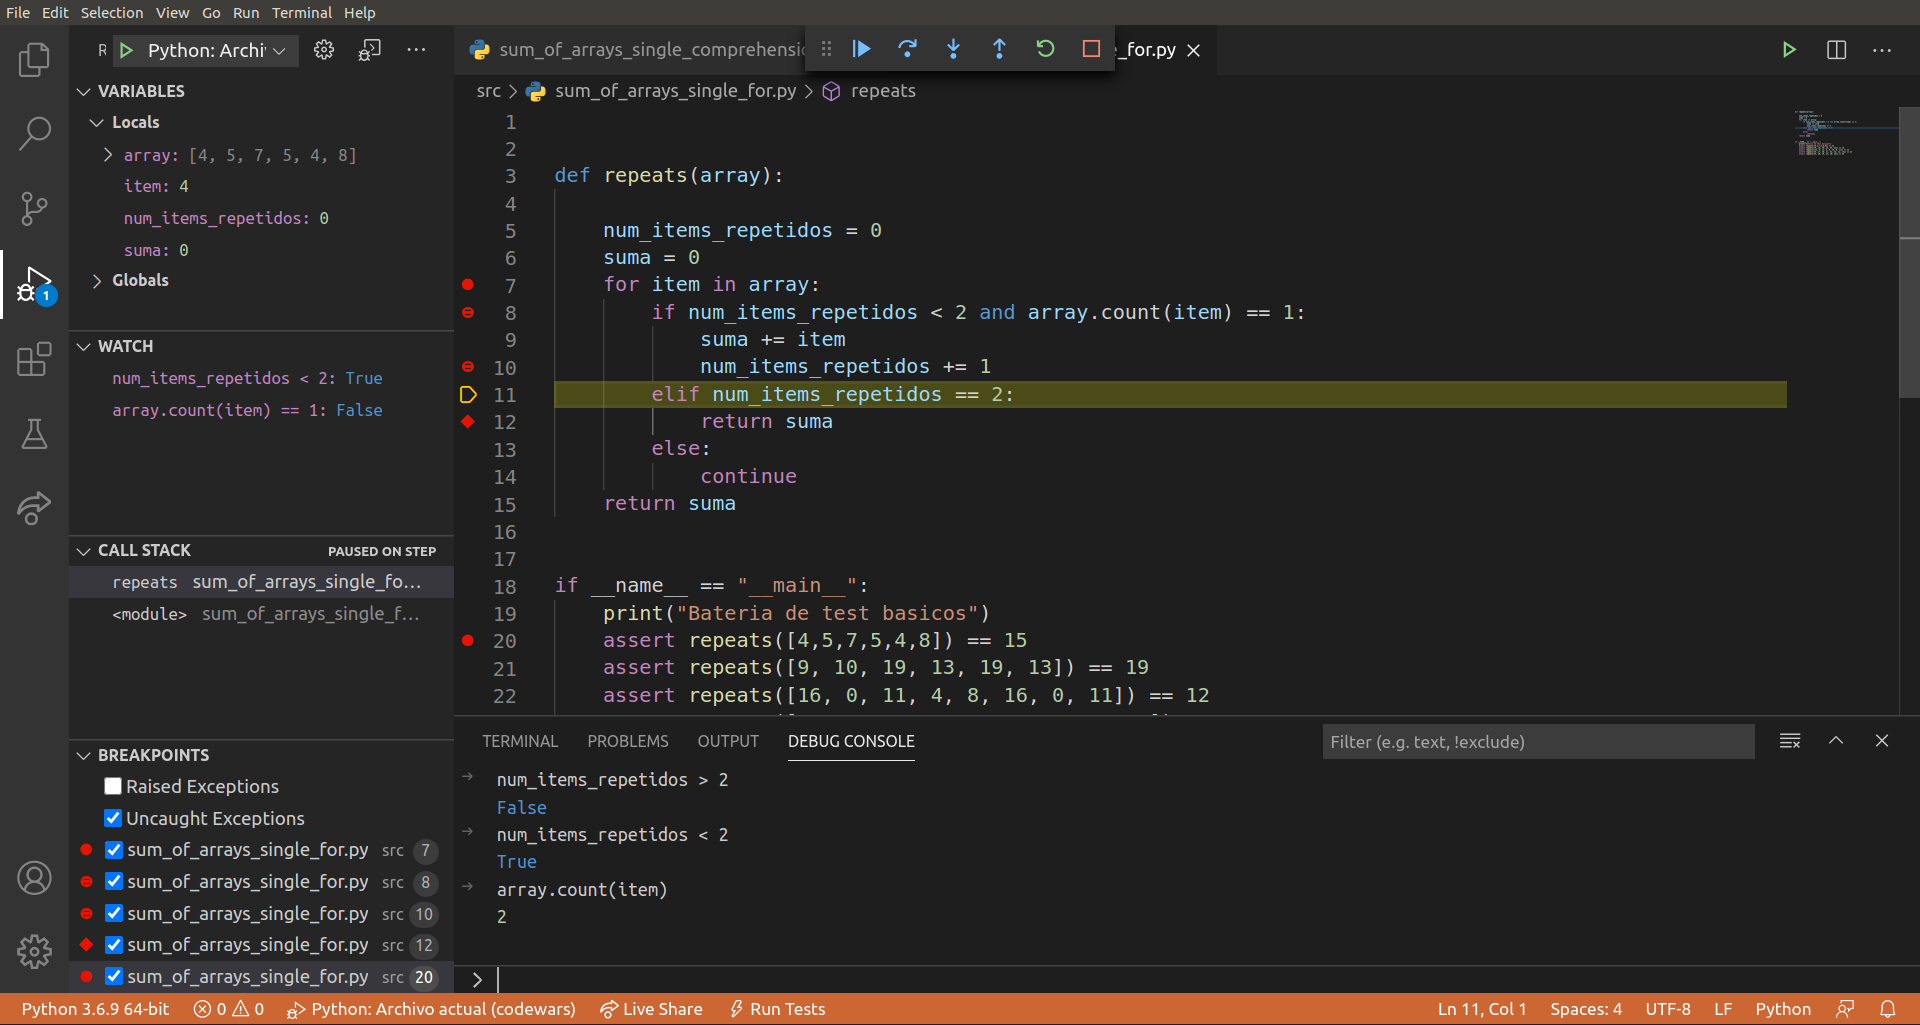 File Edit Selection View Go Run Terminal Help
R Python: Archi
sum_of_arrays_single_comprehensio
_for.py
VARIABLES
Locals
array: [4, 5, 7, 5, 4, 8]
item: 4
num_items_repetidos: 0
suma: 0
Globals
WATCH
num_items_repetidos < 2: True
array.count(item) == 1: False
CALL STACK PAUSED ON STEP
repeats sum_of_arrays_single_fo…
<module> sum_of_arrays_single_f…
BREAKPOINTS
Raised Exceptions
Uncaught Exceptions
sum_of_arrays_single_for.py src 7
sum_of_arrays_single_for.py src 8
sum_of_arrays_single_for.py src 10
sum_of_arrays_single_for.py src 12
sum_of_arrays_single_for.py src 20
1
src > sum_of_arrays_single_for.py > repeats
1
2
3 def repeats(array):
4
5 num_items_repetidos = 0
6 suma = 0
7 for item in array:
8 if num_items_repetidos < 2 and array.count(item) == 1:
9 suma += item
10 num_items_repetidos += 1
11 elif num_items_repetidos == 2:
12 return suma
13 else:
14 continue
15 return suma
16
17
18 if __name__ == "__main__":
19 print("Bateria de test basicos")
20 assert repeats([4,5,7,5,4,8]) == 15
21 assert repeats([9, 10, 19, 13, 19, 13]) == 19
22 assert repeats([16, 0, 11, 4, 8, 16, 0, 11]) == 12
TERMINAL PROBLEMS OUTPUT DEBUG CONSOLE Filter (e.g. text, !exclude)
num_items_repetidos > 2
False
num_items_repetidos < 2
True
array.count(item)
2
>
Python 3.6.9 64-bit 0 0 Python: Archivo actual (codewars) Live Share Run Tests Ln 11, Col 1 Spaces: 4 UTF-8 LF Python